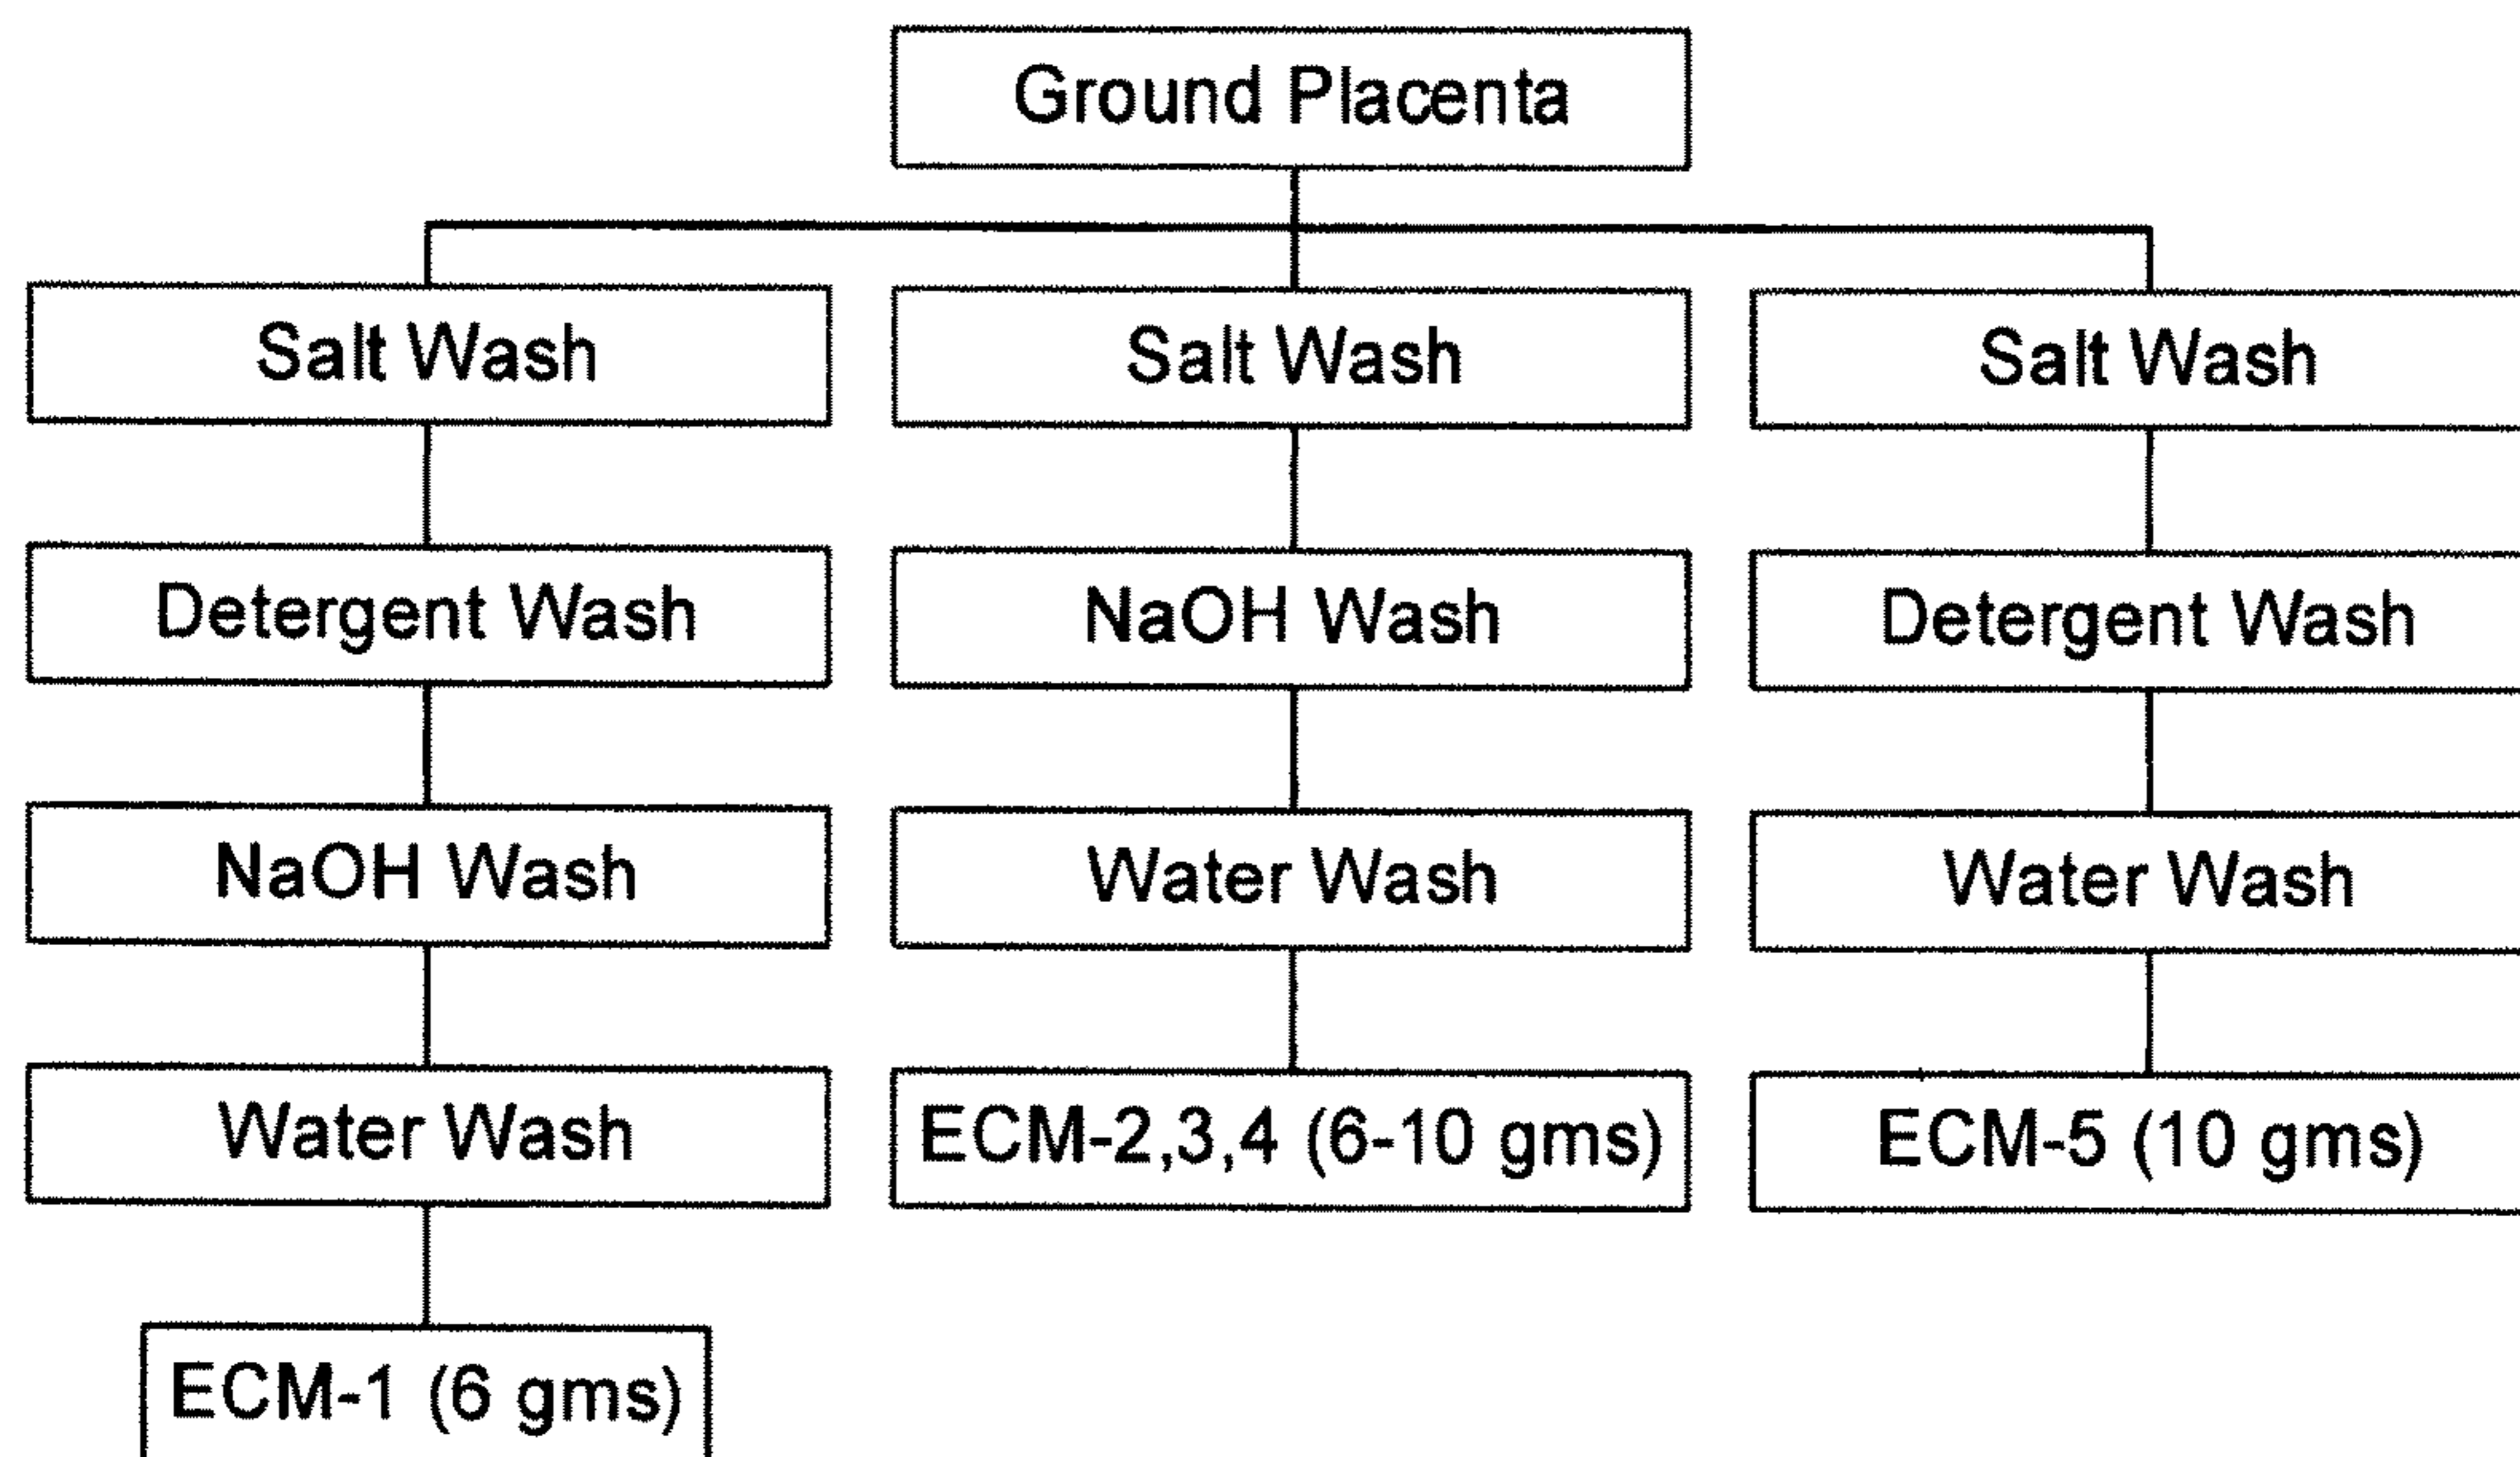 Ground Placenta
Salt Wash
Salt Wash
Salt Wash
Detergent Wash
NaOH Wash
Detergent Wash
NaOH Wash
Water Wash
Water Wash
Water Wash
ECM-2,3,4 (6-10 gms)
ECM-5 (10 gms)
ECM-1 (6 gms)